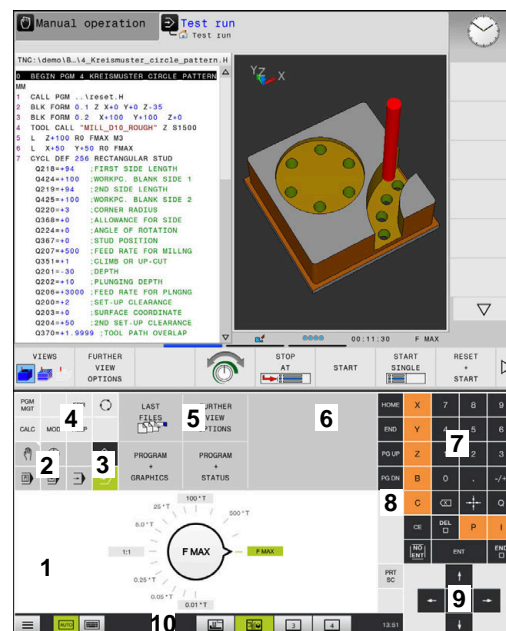 Manual operation
Test run
Test run
TNC:\demo\B…\4_Kreismuster_circle_pattern.H
0 BEGIN PGM 4 KREISMUSTER CIRCLE PATTERN
MM
1 CALL PGM ..\reset.H
2 BLK FORM 0.1 Z X+0 Y+0 Z-35
3 BLK FORM 0.2 X+100 Y+100 Z+0
4 TOOL CALL "MILL_D10_ROUGH" Z S1500
5 L Z+100 R0 FMAX M3
6 L X+50 Y+50 R0 FMAX
7 CYCL DEF 256 RECTANGULAR STUD
Q218=+94 ;FIRST SIDE LENGTH
Q424=+100 ;WORKPC. BLANK SIDE 1
Q219=+94 ;2ND SIDE LENGTH
Q425=+100 ;WORKPC. BLANK SIDE 2
Q220=+3 ;CORNER RADIUS
Q368=+0 ;ALLOWANCE FOR SIDE
Q224=+0 ;ANGLE OF ROTATION
Q367=+0 ;STUD POSITION
Q207=+500 ;FEED RATE FOR MILLNG
Q351=+1 ;CLIMB OR UP-CUT
Q201=-30 ;DEPTH
Q202=+10 ;PLUNGING DEPTH
Q206=+3000 ;FEED RATE FOR PLNGNG
Q200=+2 ;SET-UP CLEARANCE
Q203=+0 ;SURFACE COORDINATE
Q204=+50 ;2ND SET-UP CLEARANCE
Q370=+1.9999 ;TOOL PATH OVERLAP
YZ X
00:11:30 F MAX
VIEWS
FURTHER
VIEW
OPTIONS
STOP
AT
START
START
SINGLE
RESET
+
START
PGM
MGT
CALC
4
LAST
FILES
5
VIEW
PROGRAM
+
GRAPHICS
PROGRAM
+
STATUS
6
2
3
HOME X 7 8 9
END Y 5 6
PG UP Z 2 3
7
PG DN B 0 . -/+
8
C Q
CE DEL P I
NO
ENT
ENT
END
PRT
SC
9
1
100°T
25°T
500°T
5.0°T
1:1
F MAX
F MAX
0.25°T
0.05°T
0.01°T
AUTO
10
3
4
13:51